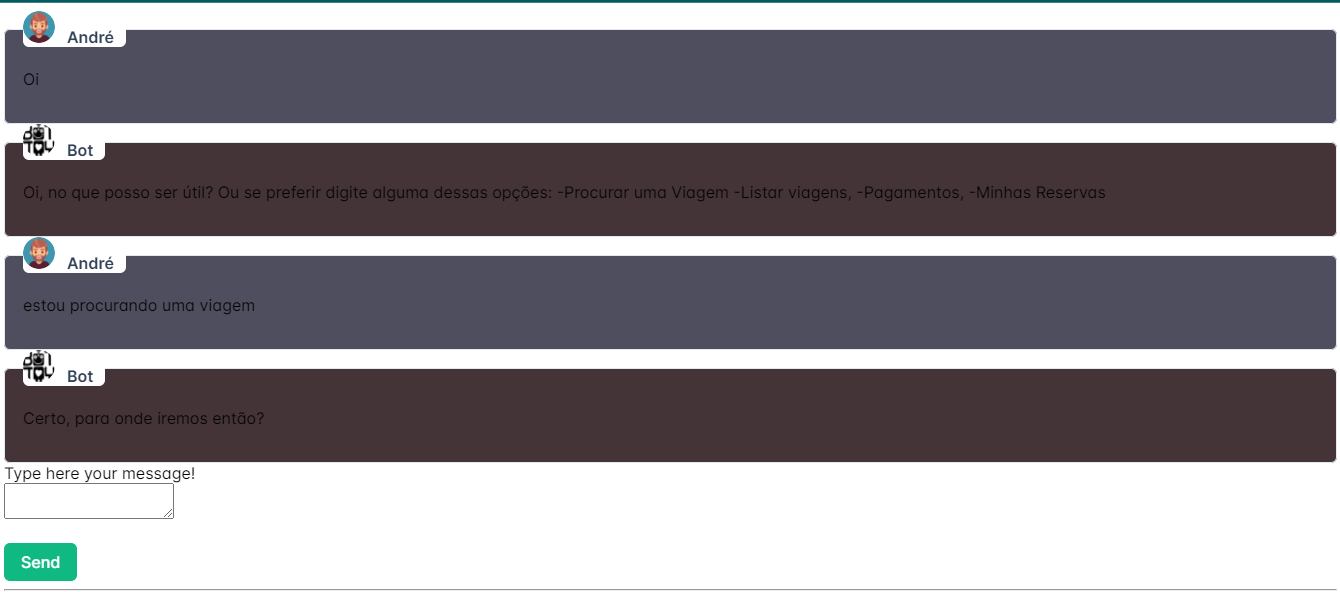 André
Oi
Bot
Oi, no que posso ser útil? Ou se preferir digite alguma dessas opções: -Procurar uma Viagem -Listar viagens, -Pagamentos, -Minhas Reservas
André
estou procurando uma viagem
Bot
Certo, para onde iremos então?
Type here your message!
Send